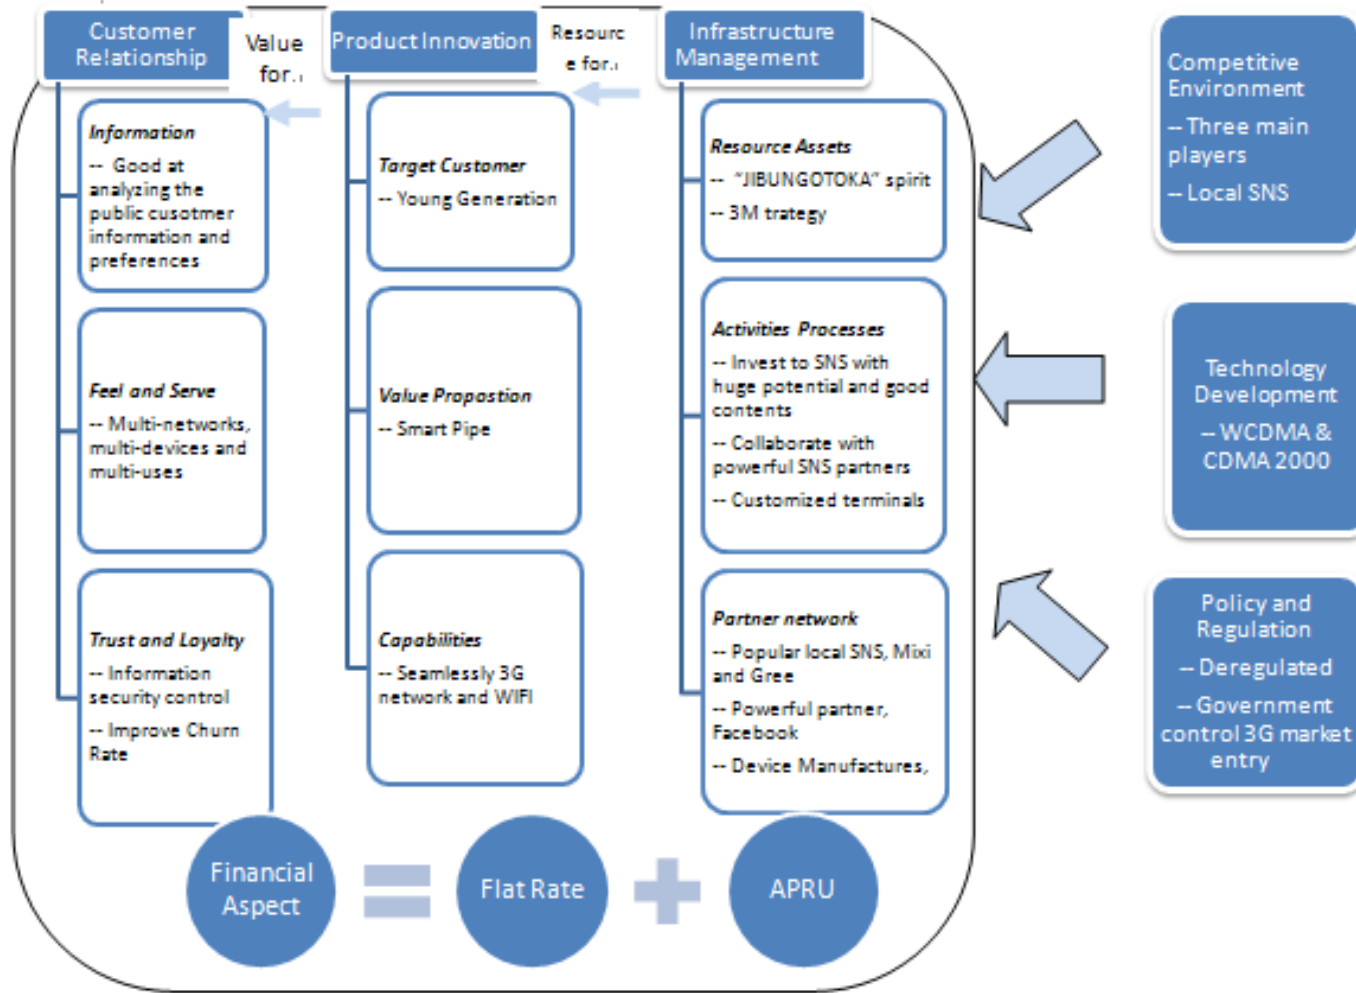 Customer
Relationship
Value
for..
Product Innovation
Resourc
e for..
Infrastructure
Management
Information
-- Good at
analyzing the
public cusotmer
information and
preferences
Feel and Serve
-- Multi-networks,
multi-devices and
multi-uses
Trust and Loyalty
-- Information
security control
-- Improve Churn
Rate
Target Customer
-- Young Generation
Value Propostion
-- Smart Pipe
Capabilities
-- Seamlessly 3G
network and WIFI
Resource Assets
-- “JIBUNGOTOKA” spirit
-- 3M trategy
Activities Processes
-- Invest to SNS with
huge potential and good
contents
-- Collaborate with
powerful SNS partners
-- Customized terminals
Partner network
-- Popular local SNS, Mixi
and Gree
-- Powerful partner,
Facebook
-- Device Manufactures,
Financial
Aspect
Flat Rate
APRU
Competitive
Environment
-- Three main
players
-- Local SNS
Technology
Development
-- WCDMA &
CDMA 2000
Policy and
Regulation
-- Deregulated
-- Government
control 3G market
entry